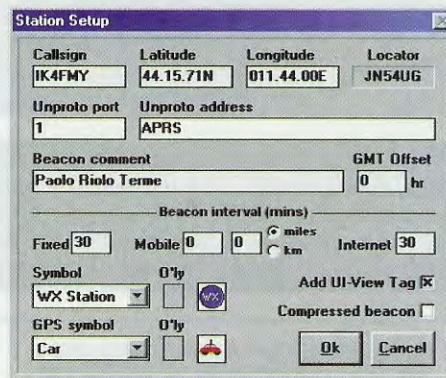 Station Setup
Callsign Latitude Longitude Locator
IK4FMY 44.15.71N 011.44.00E JN54UG
Unproto port Unproto address
1 APRS
Beacon comment GMT Offset
Paolo Riolo Terme 0 hr
Beacon interval (mins)
Fixed 30 Mobile 0 0 miles km Internet 30
Symbol O'ly
WX Station WX Add UI-View Tag
Compressed beacon
GPS symbol O'ly
Car Ok Cancel